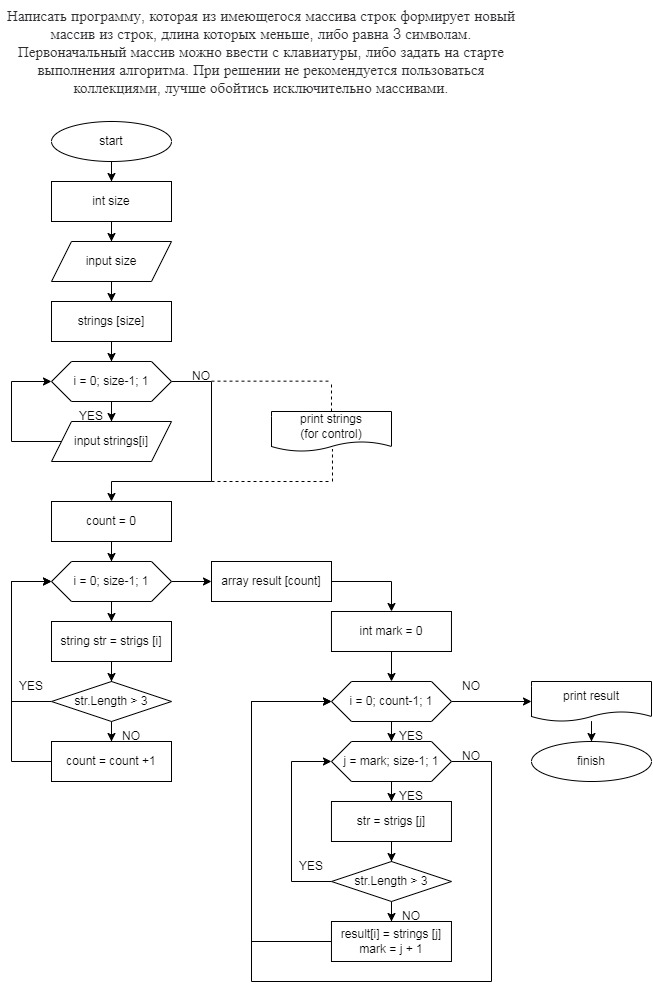 Написать программу, которая из имеющегося массива строк формирует новый
массив из строк, длина которых меньше, либо равна 3 символам.
Первоначальный массив можно ввести с клавиатуры, либо задать на старте
выполнения алгоритма. При решении не рекомендуется пользоваться
коллекциями, лучше обойтись исключительно массивами.
start
int size
input size
strings [size]
i = 0; size-1; 1
NO
YES
input strings[i]
print strings
(for control)
count = 0
i = 0; size-1; 1
array result [count]
string str = strigs [i]
str.Length > 3
YES
NO
count = count +1
int mark = 0
i = 0; count-1; 1
NO
YES
print result
finish
j = mark; size-1; 1
NO
YES
str = strigs [j]
str.Length > 3
YES
NO
result[i] = strings [j]
mark = j + 1